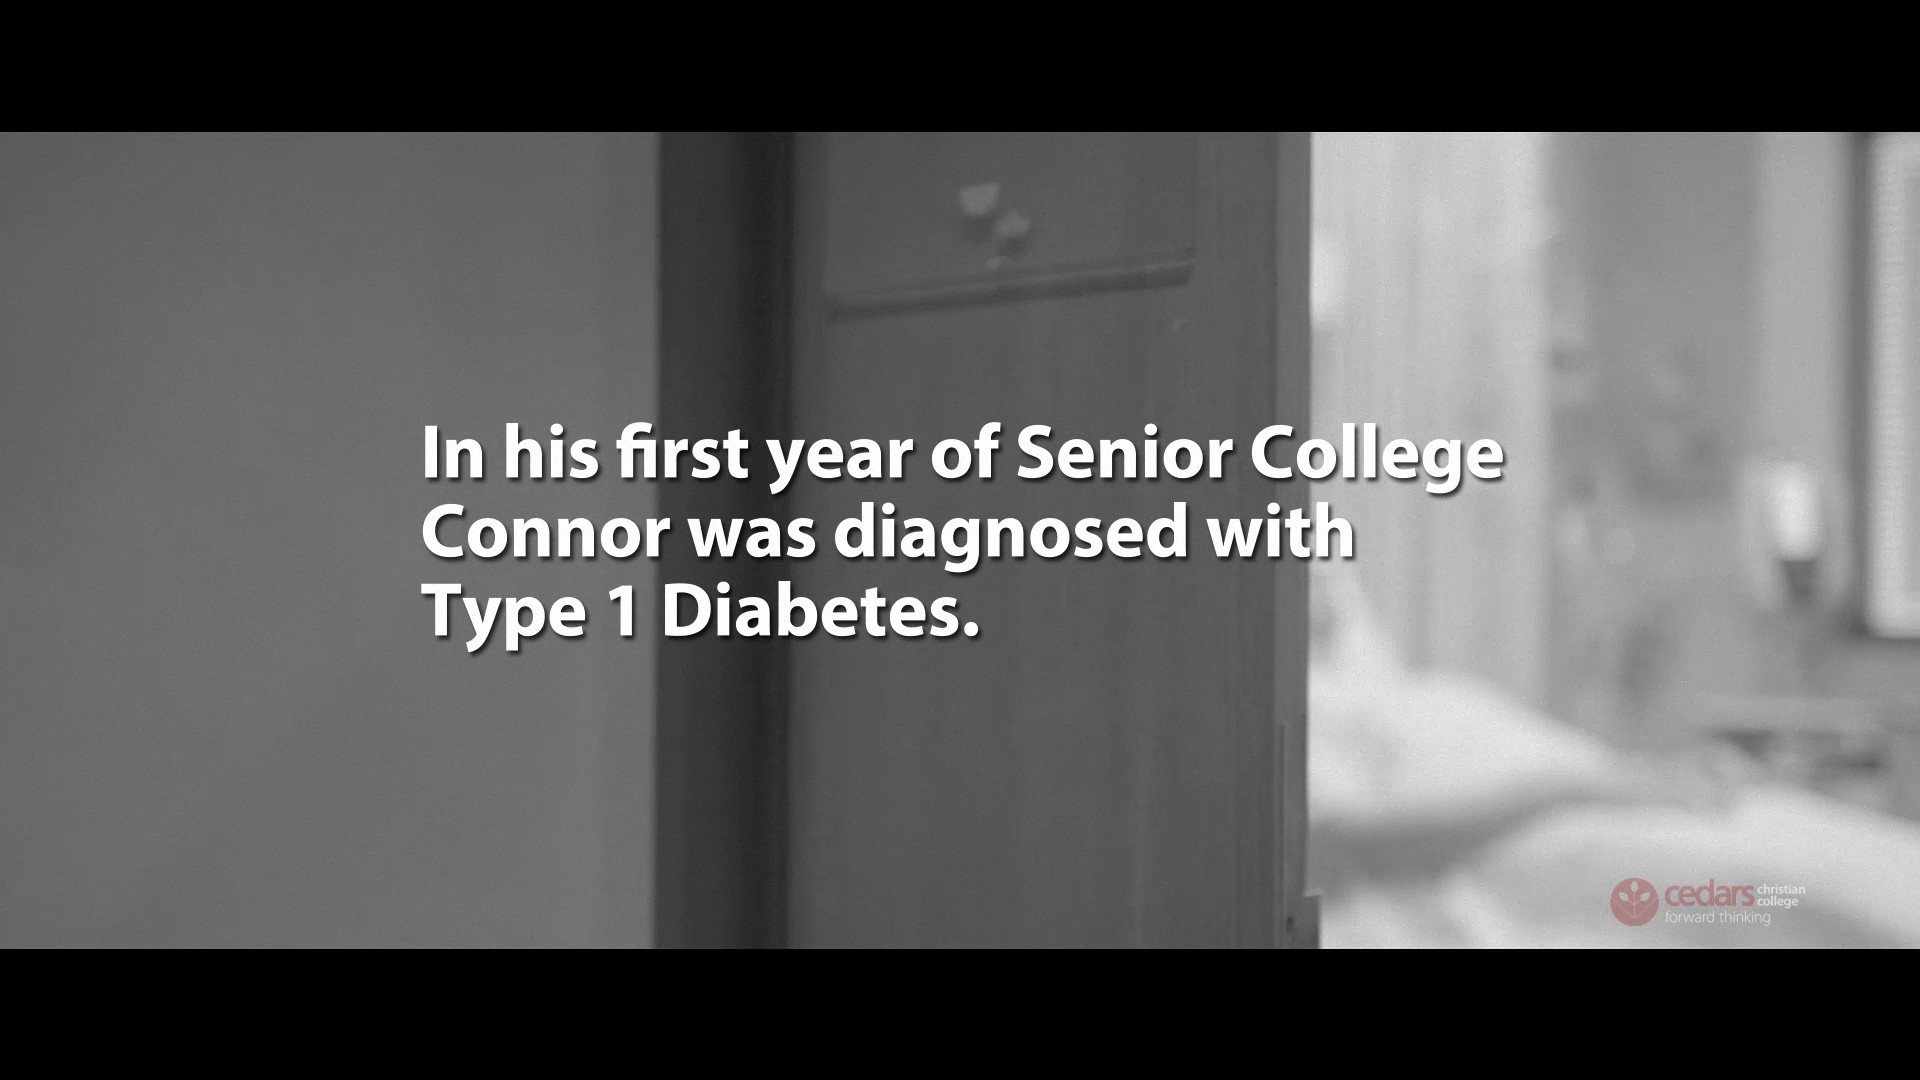 In his first year of Senior College
Connor was diagnosed with
Type 1 Diabetes.
cedars christian college
forward thinking